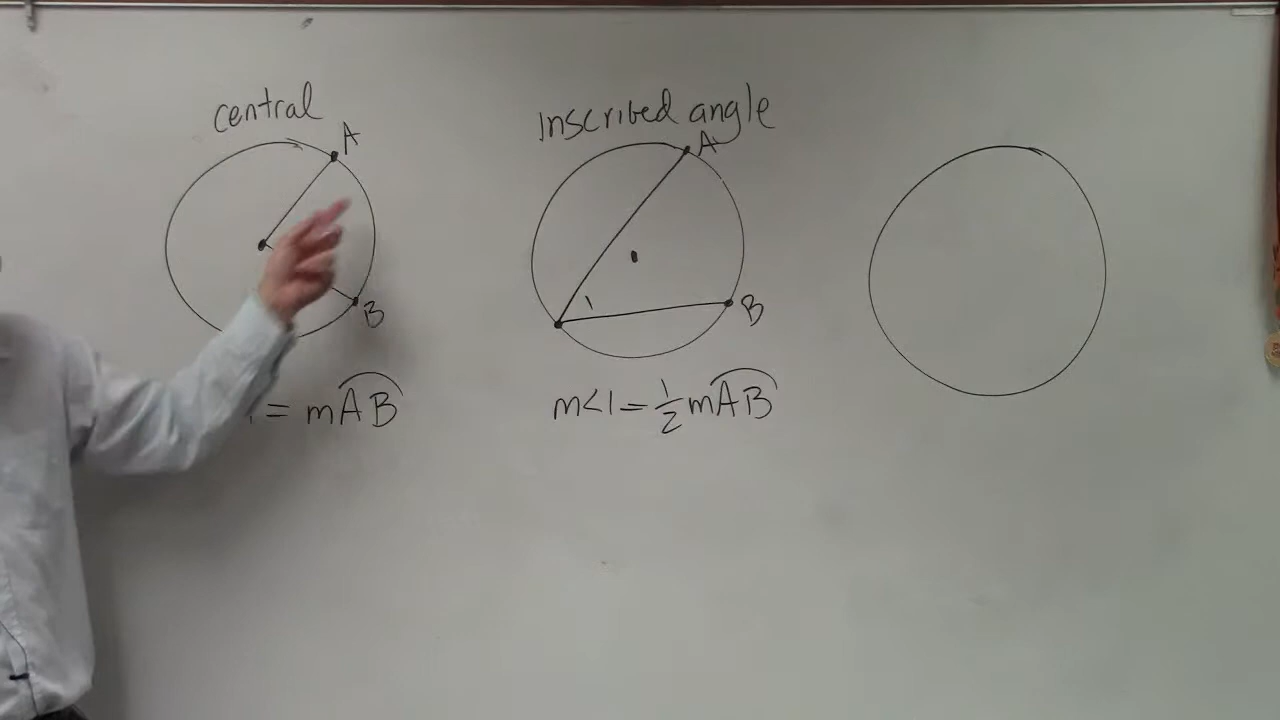 central
A
B
= mAB
inscribed angle
A
1
B
m<1 = 1/2 mAB